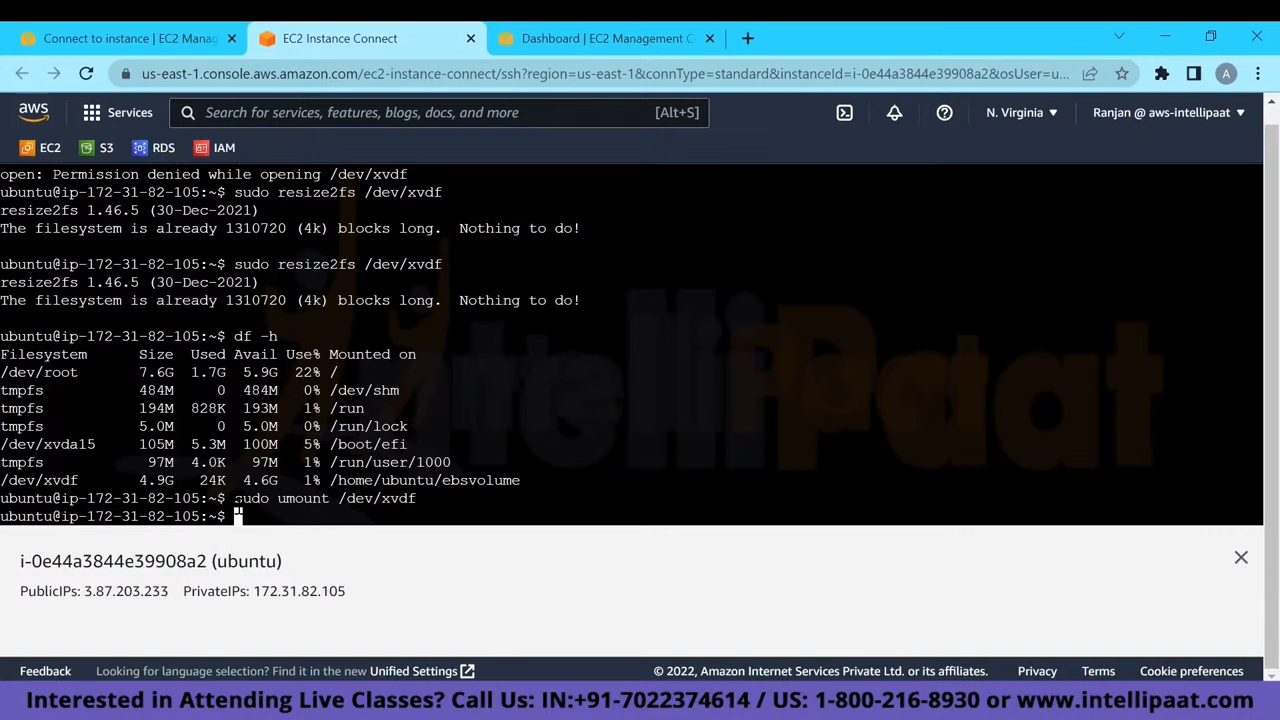 Connect to instance | EC2 Manag
EC2 Instance Connect
Dashboard | EC2 Management C
us-east-1.console.aws.amazon.com/ec2-instance-connect/ssh?region=us-east-1&connType=standard&instanceId=i-0e44a3844e39908a2&osUser=u...
A
aws
Services
Search for services, features, blogs, docs, and more
[Alt+S]
N. Virginia
Ranjan @ aws-intellipaat
EC2 S3 RDS IAM
open: Permission denied while opening /dev/xvdf
ubuntu@ip-172-31-82-105:~$ sudo resize2fs /dev/xvdf
resize2fs 1.46.5 (30-Dec-2021)
The filesystem is already 1310720 (4k) blocks long.  Nothing to do!
ubuntu@ip-172-31-82-105:~$ sudo resize2fs /dev/xvdf
resize2fs 1.46.5 (30-Dec-2021)
The filesystem is already 1310720 (4k) blocks long.  Nothing to do!
ubuntu@ip-172-31-82-105:~$ df -h
Filesystem      Size  Used Avail Use% Mounted on
/dev/root       7.6G  1.7G  5.9G  22% /
tmpfs           484M     0  484M   0% /dev/shm
tmpfs           194M  828K  193M   1% /run
tmpfs           5.0M     0  5.0M   0% /run/lock
/dev/xvda15     105M  5.3M  100M   5% /boot/efi
tmpfs            97M  4.0K   97M   1% /run/user/1000
/dev/xvdf       4.9G   24K  4.6G   1% /home/ubuntu/ebsvolume
ubuntu@ip-172-31-82-105:~$ sudo umount /dev/xvdf
ubuntu@ip-172-31-82-105:~$
intelliPaat
i-0e44a3844e39908a2 (ubuntu)
PublicIPs: 3.87.203.233 PrivateIPs: 172.31.82.105
Feedback
Looking for language selection? Find it in the new Unified Settings
© 2022, Amazon Internet Services Private Ltd. or its affiliates.
Privacy
Terms
Cookie preferences
Interested in Attending Live Classes? Call Us: IN:+91-7022374614 / US: 1-800-216-8930 or www.intellipaat.com